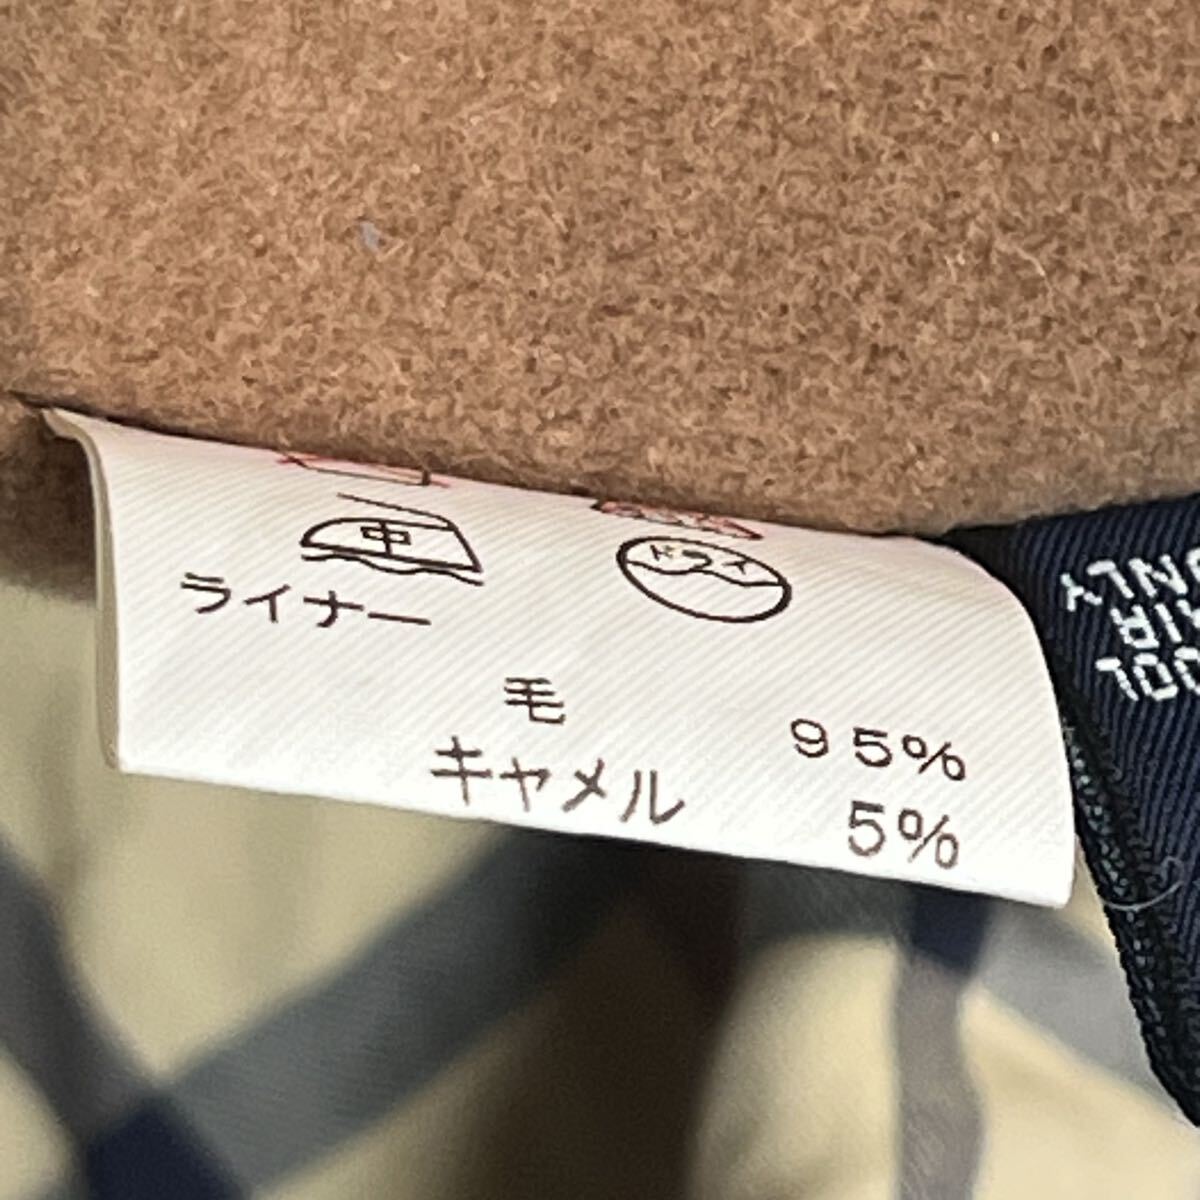 中
ドライ
ライナー
毛 95%
キャメル 5%